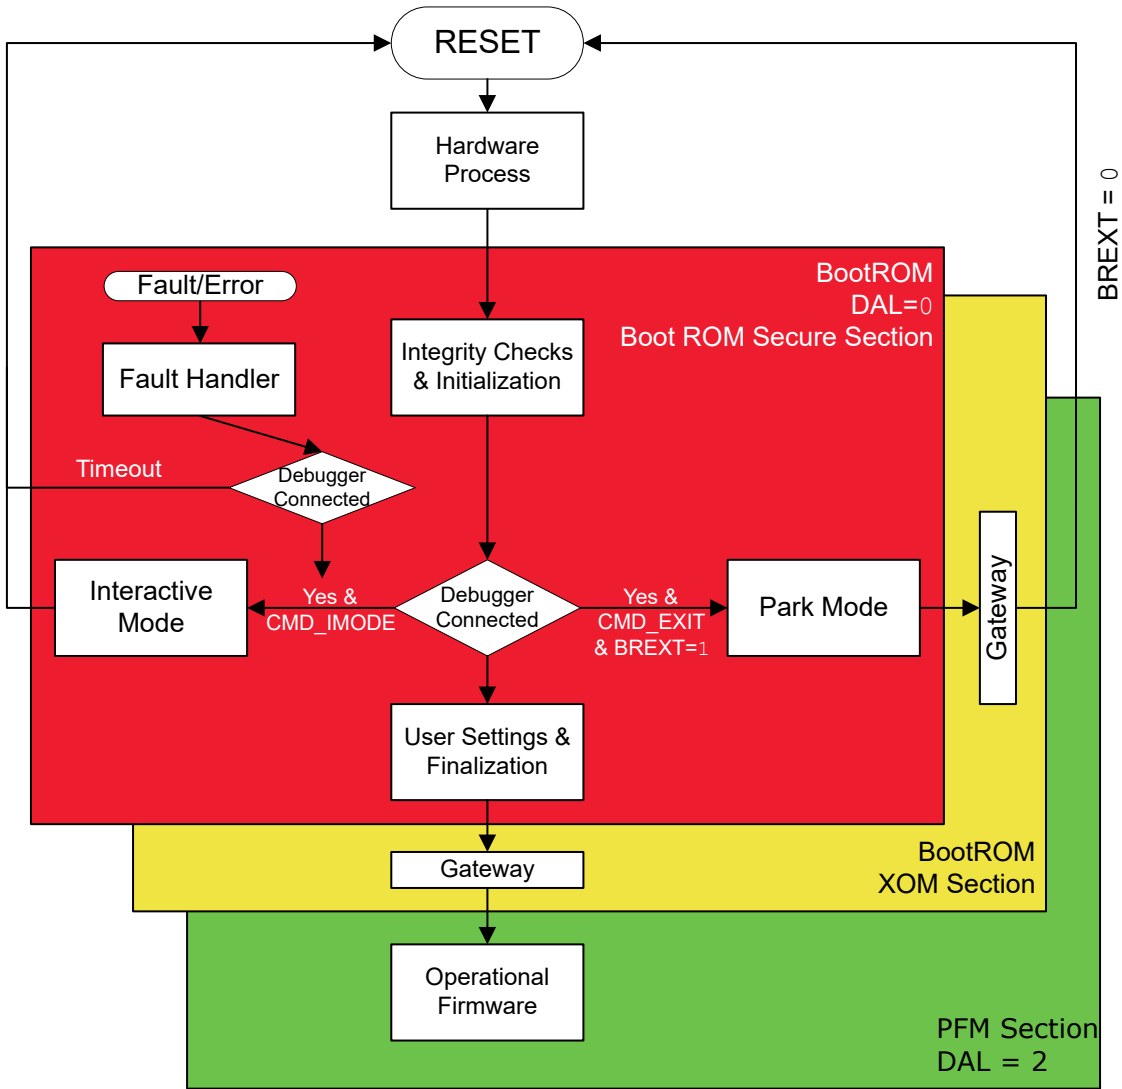 RESET
Hardware
Process
BREXT = 0
BootROM
DAL=0
Boot ROM Secure Section
Fault/Error
Fault Handler
Integrity Checks
& Initialization
Timeout
Debugger
Connected
Interactive
Mode
Yes &
CMD_IMODE
Debugger
Connected
Yes &
CMD_EXIT
& BREXT=1
Park Mode
Gateway
User Settings &
Finalization
Gateway
BootROM
XOM Section
Operational
Firmware
PFM Section
DAL = 2